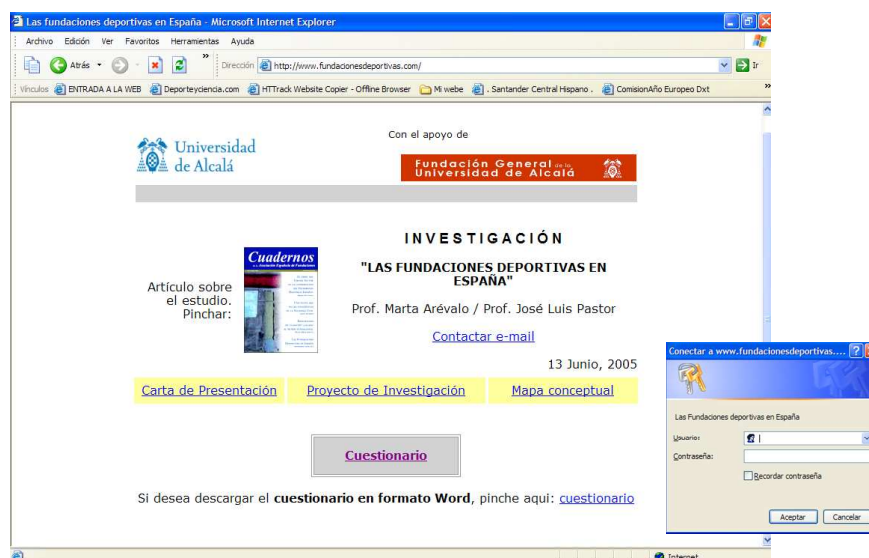 Las fundaciones deportivas en España - Microsoft Internet Explorer
Archivo Edición Ver Favoritos Herramientas Ayuda
Atrás » Dirección http://www.fundacionesdeportivas.com/ Ir
Vínculos ENTRADA A LA WEB Deporteyciencia.com HTTrack Website Copier - Offline Browser Mi webe . Santander Central Hispano . ComisionAño Europeo Dxt »
Universidad
de Alcalá
Con el apoyo de
Fundación General de la
Universidad de Alcalá
INVESTIGACIÓN
"LAS FUNDACIONES DEPORTIVAS EN
ESPAÑA"
Cuadernos
Artículo sobre
el estudio.
Pinchar:
Prof. Marta Arévalo / Prof. José Luis Pastor
Contactar e-mail
13 Junio, 2005
Carta de Presentación Proyecto de Investigación Mapa conceptual
Cuestionario
Si desea descargar el cuestionario en formato Word, pinche aqui: cuestionario
Internet
Conectar a www.fundacionesdeportivas....
Las Fundaciones deportivas en España
Usuario:
Contraseña:
Recordar contraseña
Aceptar Cancelar